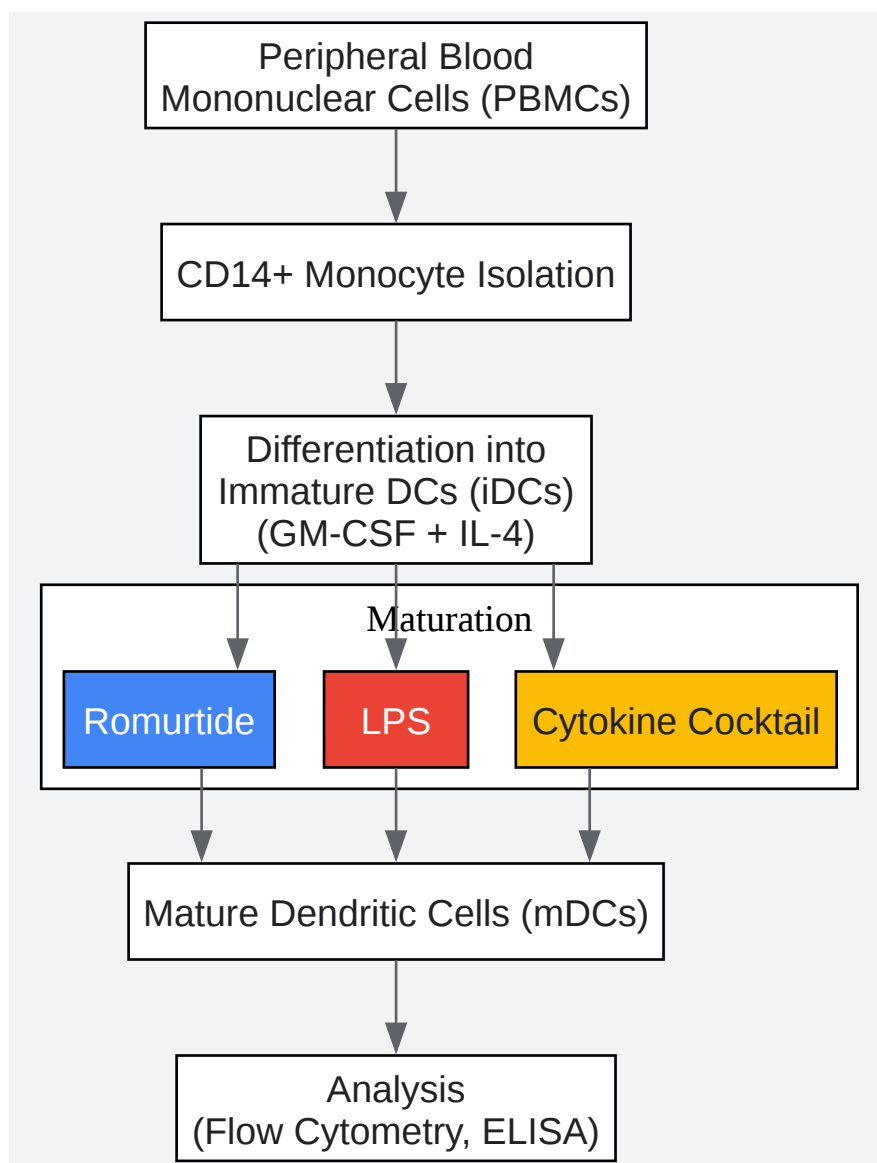 Peripheral Blood
Mononuclear Cells (PBMCs)
CD14+ Monocyte Isolation
Differentiation into
Immature DCs (iDCs)
(GM-CSF + IL-4)
Maturation
Romurtide
LPS
Cytokine Cocktail
Mature Dendritic Cells (mDCs)
Analysis
(Flow Cytometry, ELISA)